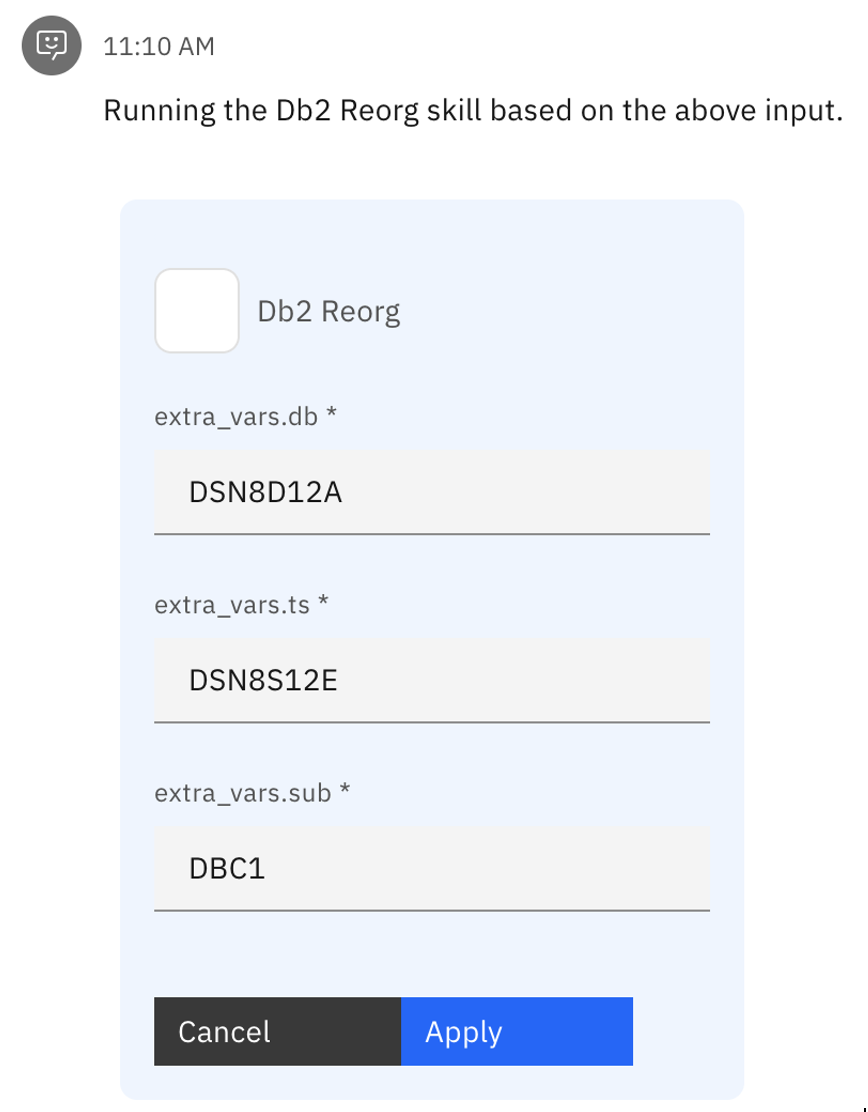 11:10 AM
Running the Db2 Reorg skill based on the above input.
Db2 Reorg
extra_vars.db *
DSN8D12A
extra_vars.ts *
DSN8S12E
extra_vars.sub *
DBC1
Cancel
Apply